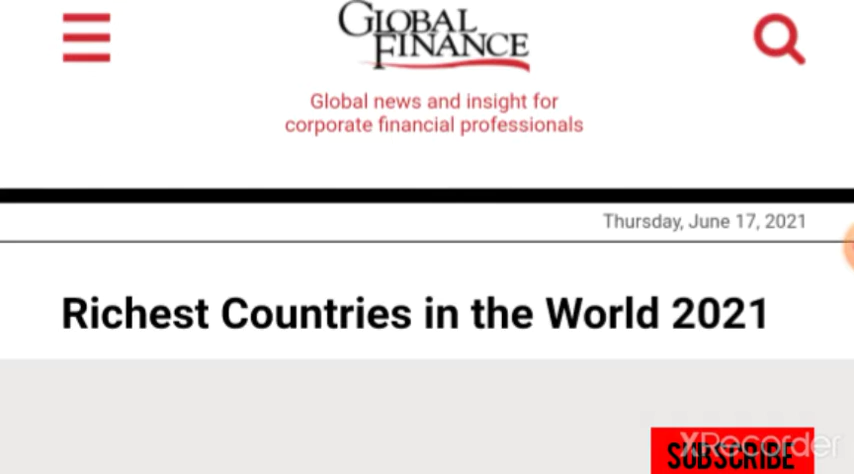 GLOBAL
FINANCE
Global news and insight for
corporate financial professionals
Thursday, June 17, 2021
Richest Countries in the World 2021
XRecorder
SUBSCRIBE